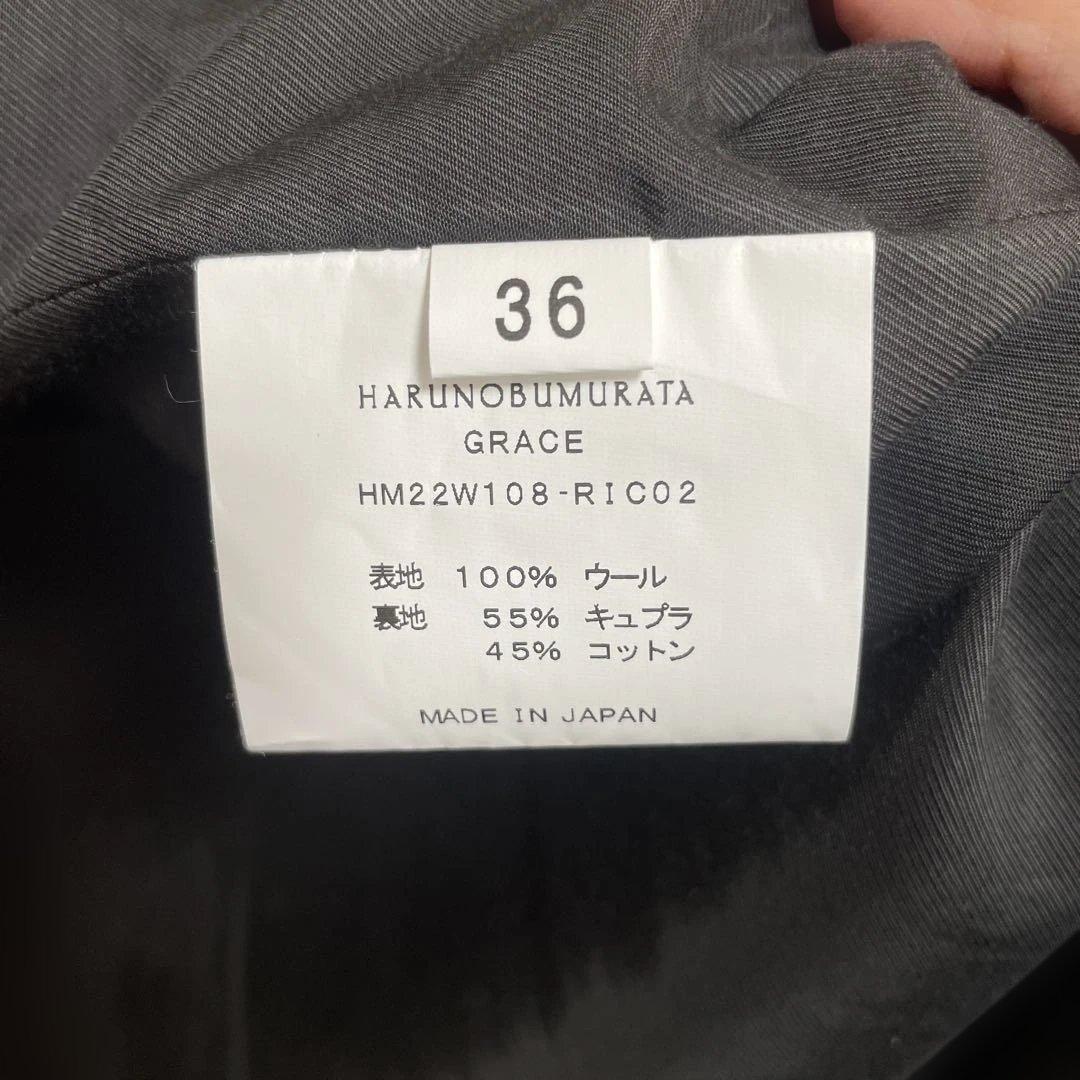 36
HARUNOBUMURATA
GRACE
HM22W108-RIC02
表地 100% ウール
裏地 55% キュプラ
45% コットン
MADE IN JAPAN